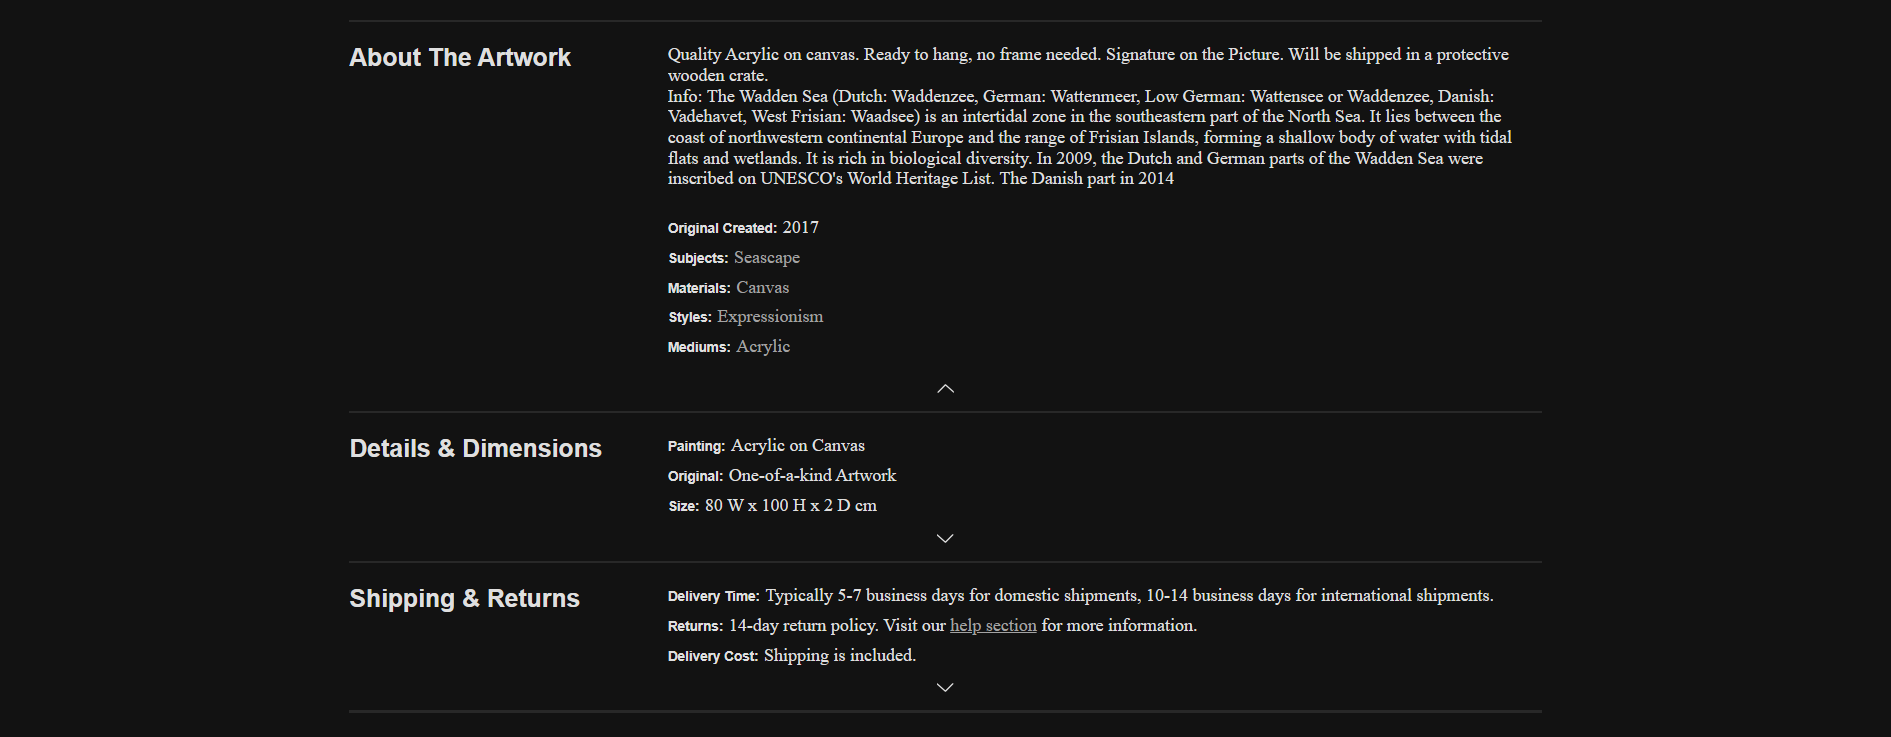 About The Artwork
Quality Acrylic on canvas. Ready to hang, no frame needed. Signature on the Picture. Will be shipped in a protective
wooden crate.
Info: The Wadden Sea (Dutch: Waddenzee, German: Wattenmeer, Low German: Wattensee or Waddenzee, Danish:
Vadehavet, West Frisian: Waadsee) is an intertidal zone in the southeastern part of the North Sea. It lies between the
coast of northwestern continental Europe and the range of Frisian Islands, forming a shallow body of water with tidal
flats and wetlands. It is rich in biological diversity. In 2009, the Dutch and German parts of the Wadden Sea were
inscribed on UNESCO's World Heritage List. The Danish part in 2014
Original Created: 2017
Subjects: Seascape
Materials: Canvas
Styles: Expressionism
Mediums: Acrylic
Details & Dimensions
Painting: Acrylic on Canvas
Original: One-of-a-kind Artwork
Size: 80 W x 100 H x 2 D cm
Shipping & Returns
Delivery Time: Typically 5-7 business days for domestic shipments, 10-14 business days for international shipments.
Returns: 14-day return policy. Visit our help section for more information.
Delivery Cost: Shipping is included.